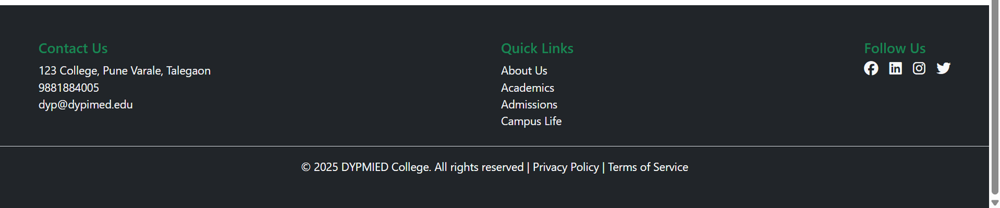 Contact Us
123 College, Pune Varale, Talegaon
9881884005
dyp@dypimed.edu
Quick Links
About Us
Academics
Admissions
Campus Life
Follow Us
© 2025 DYPMIED College. All rights reserved | Privacy Policy | Terms of Service